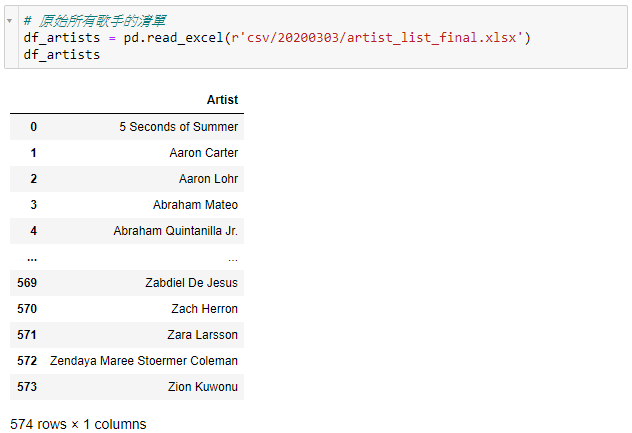 # 原始所有歌手的清單
df_artists = pd.read_excel(r'csv/20200303/artist_list_final.xlsx')
df_artists
Artist
0 5 Seconds of Summer
1 Aaron Carter
2 Aaron Lohr
3 Abraham Mateo
4 Abraham Quintanilla Jr.
... ...
569 Zabdiel De Jesus
570 Zach Herron
571 Zara Larsson
572 Zendaya Maree Stoermer Coleman
573 Zion Kuwonu
574 rows × 1 columns